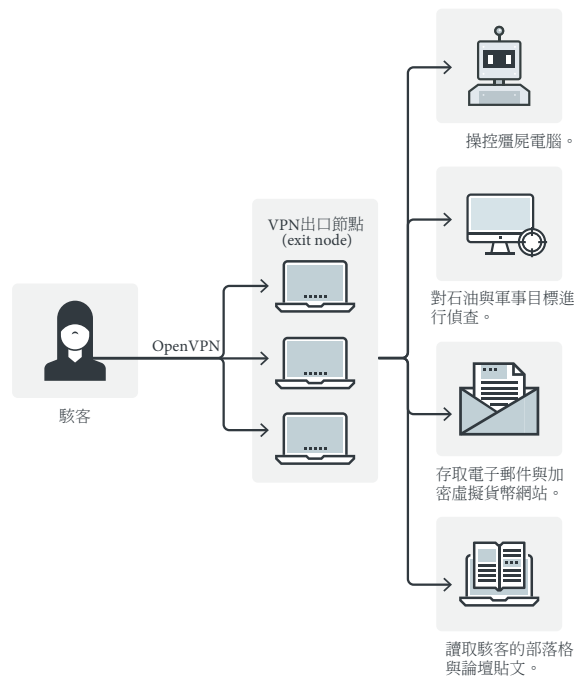 操控殭屍電腦。
VPN出口節點
(exit node)
對石油與軍事目標進
行偵查。
OpenVPN
駭客
存取電子郵件與加
密虛擬貨幣網站。
讀取駭客的部落格
與論壇貼文。